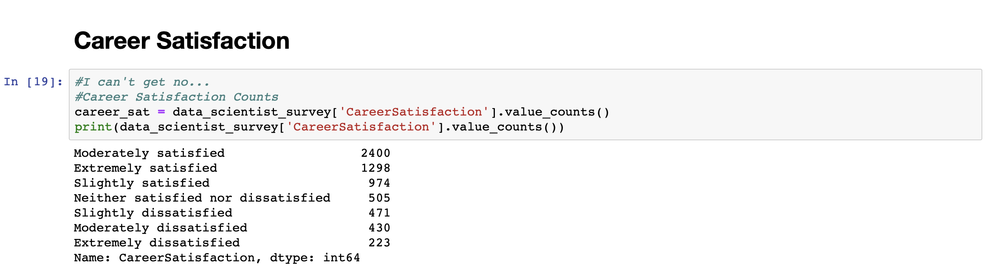 Career Satisfaction
In [19]:
#I can't get no...
#Career Satisfaction Counts
career_sat = data_scientist_survey['CareerSatisfaction'].value_counts()
print(data_scientist_survey['CareerSatisfaction'].value_counts())
Moderately satisfied 2400
Extremely satisfied 1298
Slightly satisfied 974
Neither satisfied nor dissatisfied 505
Slightly dissatisfied 471
Moderately dissatisfied 430
Extremely dissatisfied 223
Name: CareerSatisfaction, dtype: int64